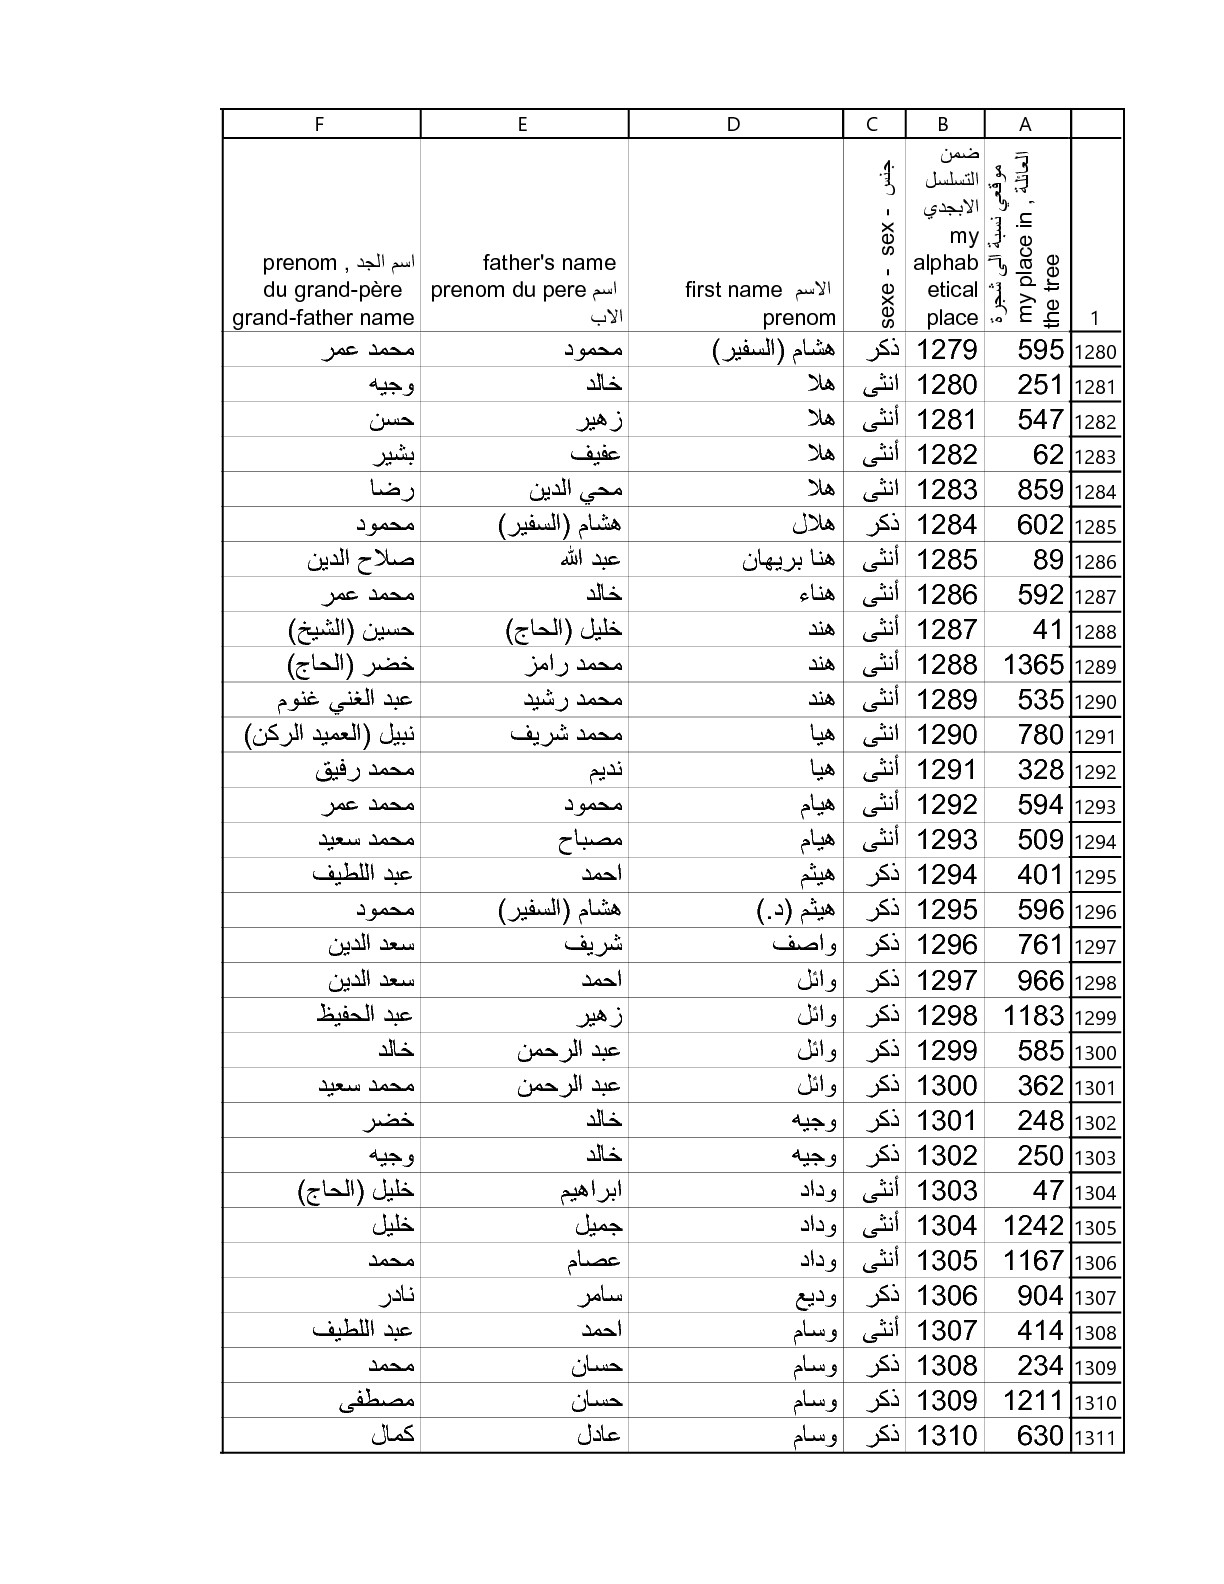 A B C D E F
1
موقعي نسبة الى شجرة
العائلة , my place in
the tree
ضمن
التسلسل
الابجدي
my
alphab
etical
place
sexe - sex - جنس
first name الاسم
prenom
father's name
prenom du pere اسم
الاب
prenom , اسم الجد
du grand-père
grand-father name
1280 595 1279 ذكر هشام (السفير) محمود محمد عمر
1281 251 1280 انثى هلا خالد وجيه
1282 547 1281 أنثى هلا زهير حسن
1283 62 1282 أنثى هلا عفيف بشير
1284 859 1283 انثى هلا محي الدين رضا
1285 602 1284 ذكر هلال هشام (السفير) محمود
1286 89 1285 أنثى هنا بريهان عبد الله صلاح الدين
1287 592 1286 أنثى هناء خالد محمد عمر
1288 41 1287 أنثى هند خليل (الحاج) حسين (الشيخ)
1289 1365 1288 أنثى هند محمد رامز خضر (الحاج)
1290 535 1289 أنثى هند محمد رشيد عبد الغني غنوم
1291 780 1290 انثى هيا محمد شريف نبيل (العميد الركن)
1292 328 1291 أنثى هيا نديم محمد رفيق
1293 594 1292 أنثى هيام محمود محمد عمر
1294 509 1293 أنثى هيام مصباح محمد سعيد
1295 401 1294 ذكر هيثم احمد عبد اللطيف
1296 596 1295 ذكر هيثم (د.) هشام (السفير) محمود
1297 761 1296 ذكر واصف شريف سعد الدين
1298 966 1297 ذكر وائل احمد سعد الدين
1299 1183 1298 ذكر وائل زهير عبد الحفيظ
1300 585 1299 ذكر وائل عبد الرحمن خالد
1301 362 1300 ذكر وائل عبد الرحمن محمد سعيد
1302 248 1301 ذكر وجيه خالد خضر
1303 250 1302 ذكر وجيه خالد وجيه
1304 47 1303 أنثى وداد ابراهيم خليل (الحاج)
1305 1242 1304 أنثى وداد جميل خليل
1306 1167 1305 أنثى وداد عصام محمد
1307 904 1306 ذكر وديع سامر نادر
1308 414 1307 أنثى وسام احمد عبد اللطيف
1309 234 1308 ذكر وسام حسان محمد
1310 1211 1309 ذكر وسام حسان مصطفى
1311 630 1310 ذكر وسام عادل كمال